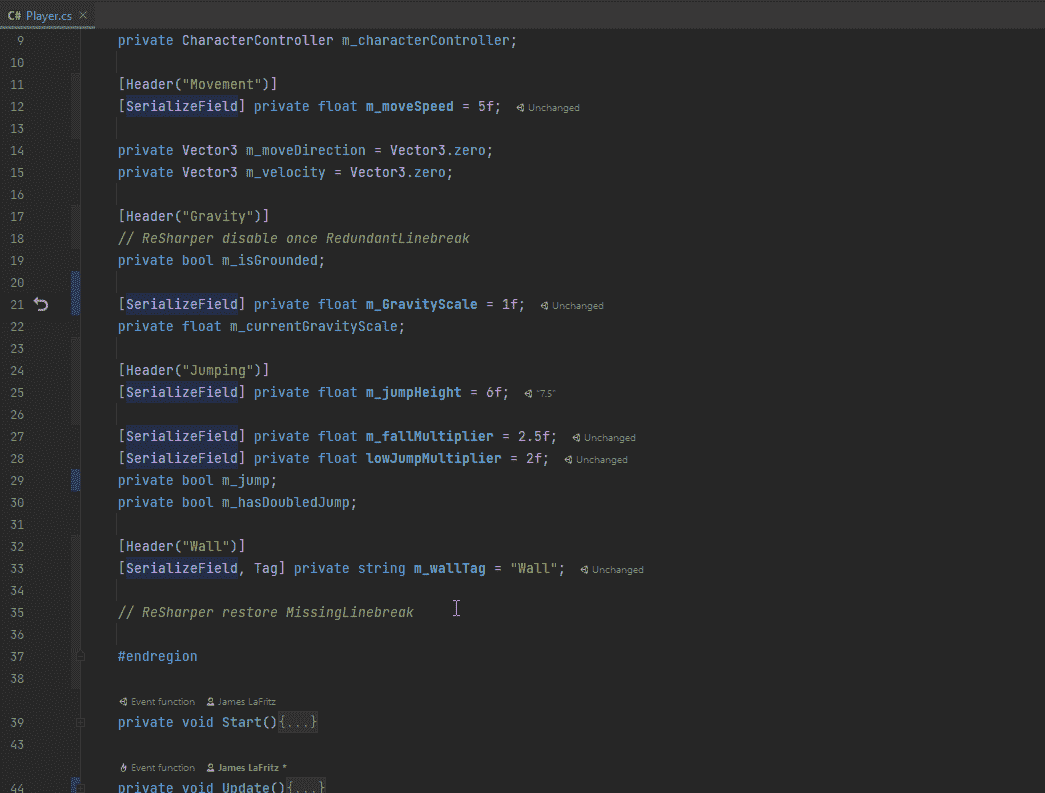 C# Player.cs ×
9 private CharacterController m_characterController;
10
11 [Header("Movement")]
12 [SerializeField] private float m_moveSpeed = 5f; Unchanged
13
14 private Vector3 m_moveDirection = Vector3.zero;
15 private Vector3 m_velocity = Vector3.zero;
16
17 [Header("Gravity")]
18 // ReSharper disable once RedundantLinebreak
19 private bool m_isGrounded;
20
21 [SerializeField] private float m_GravityScale = 1f; Unchanged
22 private float m_currentGravityScale;
23
24 [Header("Jumping")]
25 [SerializeField] private float m_jumpHeight = 6f; "7.5"
26
27 [SerializeField] private float m_fallMultiplier = 2.5f; Unchanged
28 [SerializeField] private float lowJumpMultiplier = 2f; Unchanged
29 private bool m_jump;
30 private bool m_hasDoubledJump;
31
32 [Header("Wall")]
33 [SerializeField, Tag] private string m_wallTag = "Wall"; Unchanged
34
35 // ReSharper restore MissingLinebreak
36
37 #endregion
38
Event function James LaFritz
39 private void Start(){...}
43
Event function James LaFritz *
44 private void Update(){...}